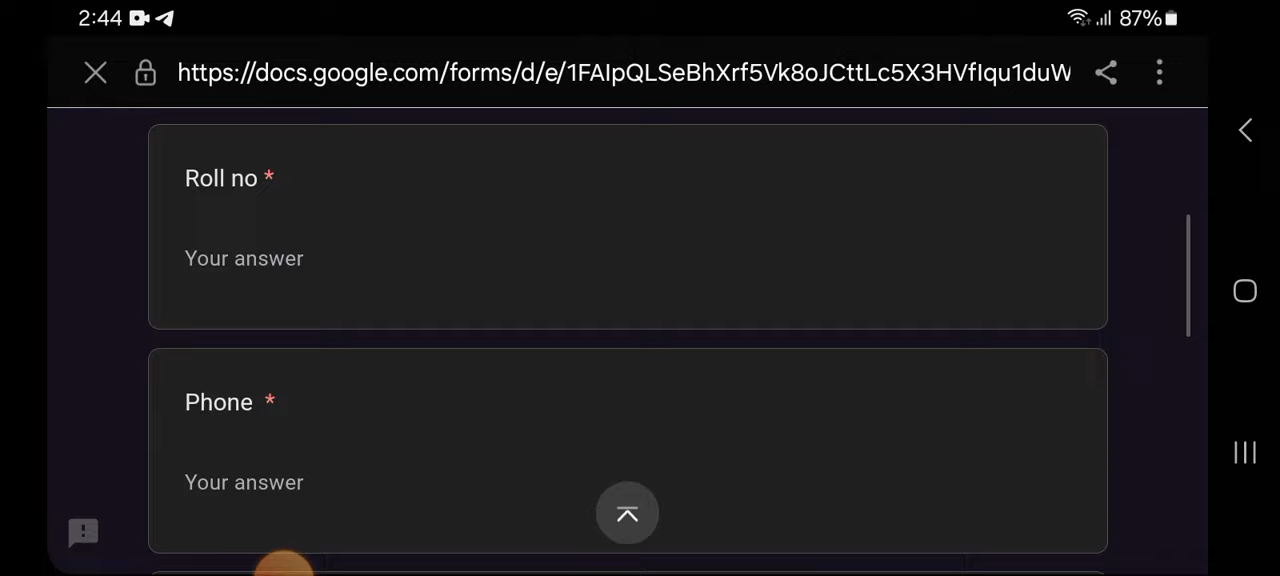 2:44
87%
https://docs.google.com/forms/d/e/1FAIpQLSeBhXrf5Vk8oJCttLc5X3HVfIqu1duW
Roll no *
Your answer
Phone *
Your answer